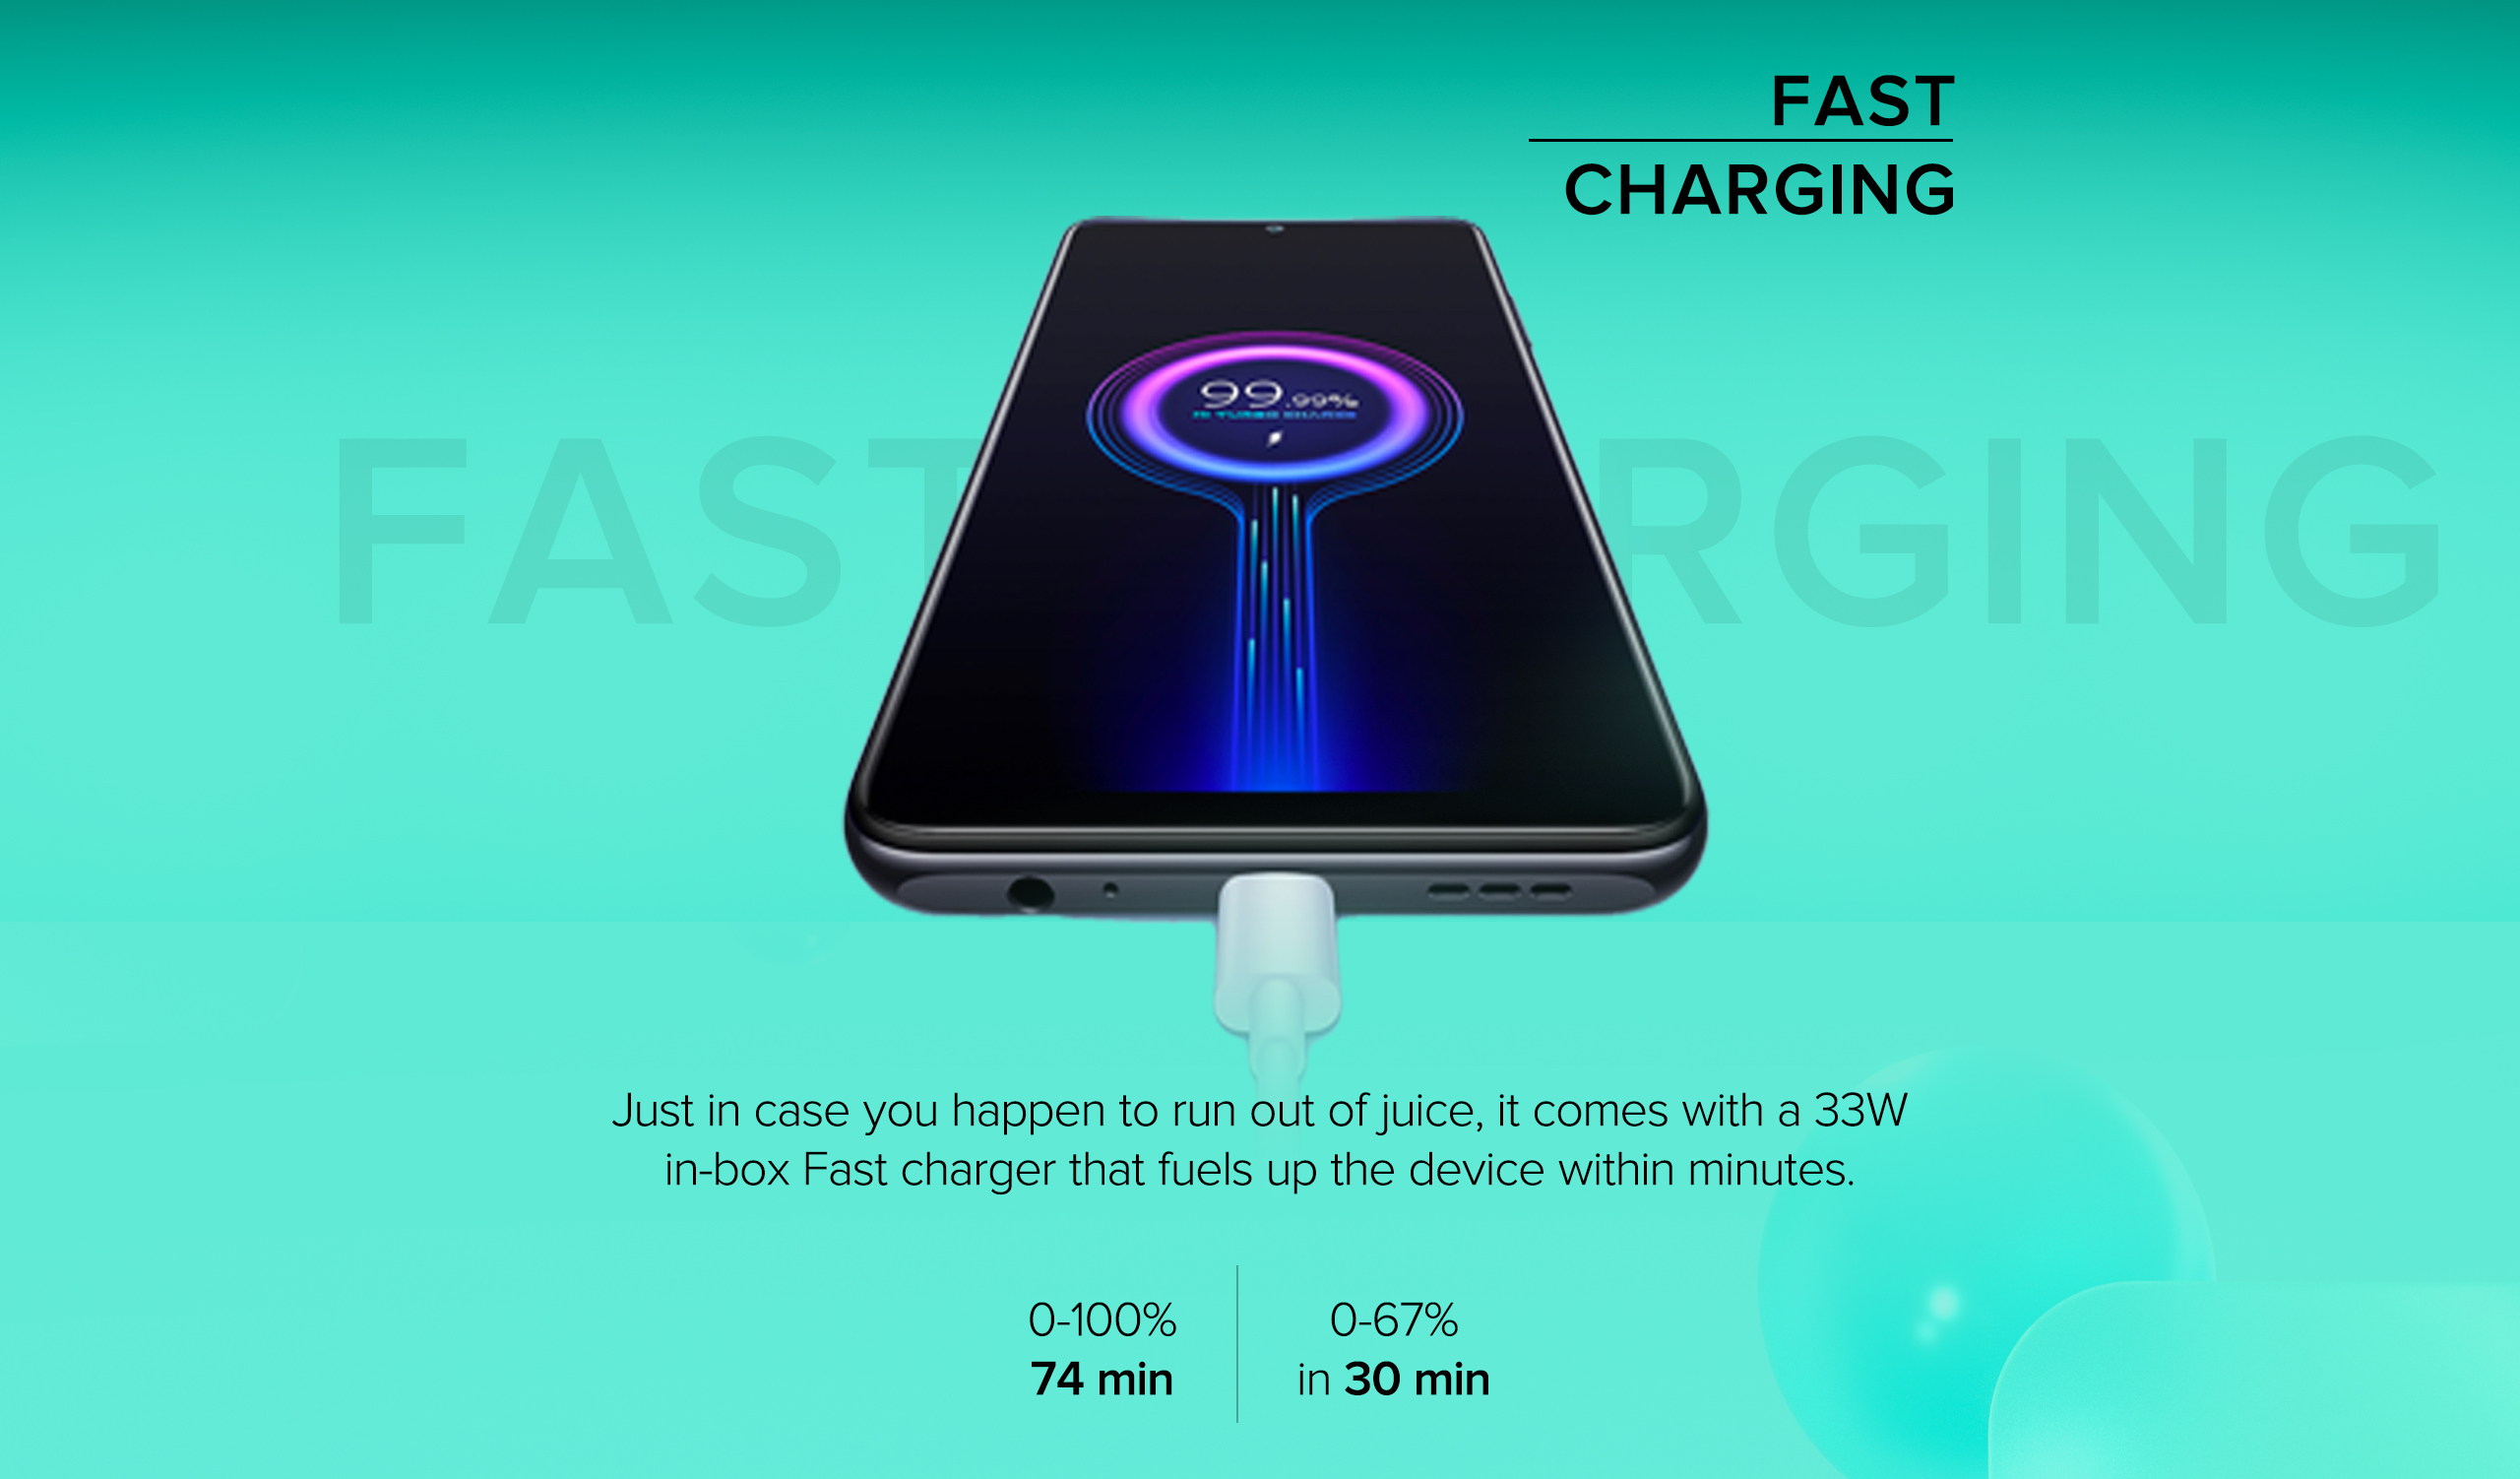 FAST
CHARGING
99.99%
FAST RGING
Just in case you happen to run out of juice, it comes with a 33W
in-box Fast charger that fuels up the device within minutes.
0-100%
74 min
0-67%
in 30 min